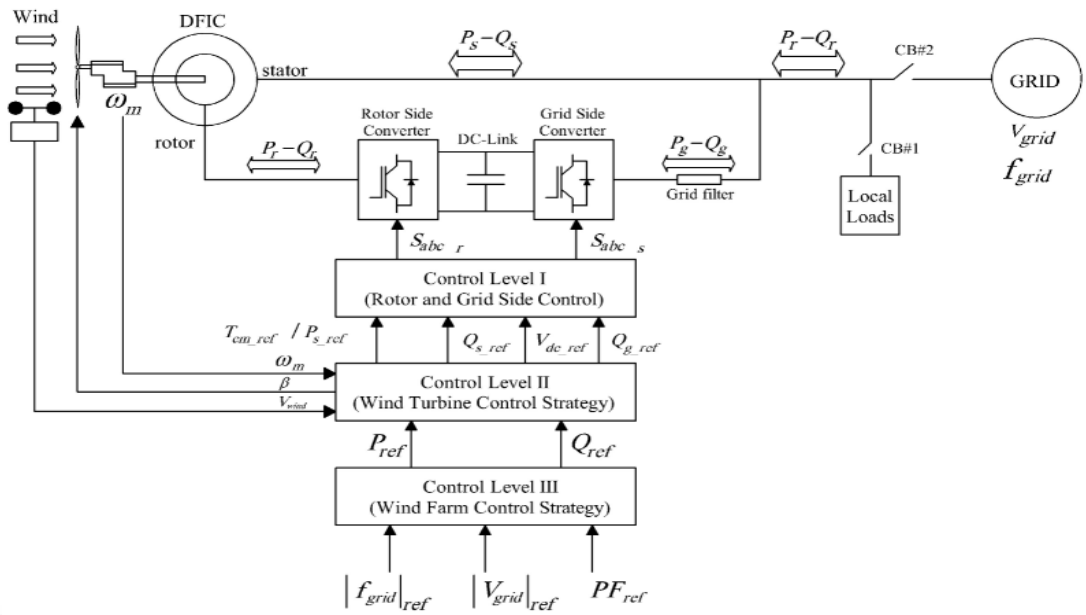 Wind
DFIC
P_s-Q_s
P_r-Q_r
CB#2
GRID
stator
ω_m
V_grid
f_grid
rotor
Rotor Side
Converter
DC-Link
Grid Side
Converter
P_r-Q_r
P_g-Q_g
Grid filter
CB#1
Local
Loads
S_abc_r
S_abc_s
Control Level I
(Rotor and Grid Side Control)
T_em_ref / P_s_ref
Q_s_ref
V_dc_ref
Q_g_ref
ω_m
β
V_wind
Control Level II
(Wind Turbine Control Strategy)
P_ref
Q_ref
Control Level III
(Wind Farm Control Strategy)
|f_grid|_ref
|V_grid|_ref
PF_ref